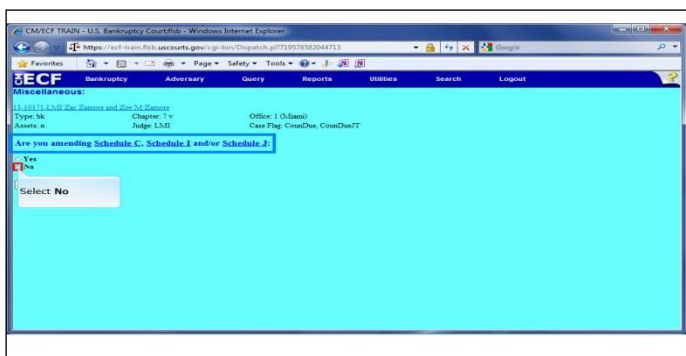 CM/ECF TRAIN - U.S. Bankruptcy Court:flsb - Windows Internet Explorer
https://ecf-train.flsb.uscourts.gov/cgi-bin/Dispatch.pl?719578582044713
Google
Favorites Page Safety Tools
ECF Bankruptcy Adversary Query Reports Utilities Search Logout ?
Miscellaneous:
13-10171-LMI Zac Zamore and Zoe M Zamore
Type: bk Chapter: 7 v Office: 1 (Miami)
Assets: n Judge: LMI Case Flag: CounDue, CounDueJT
Are you amending Schedule C, Schedule I and/or Schedule J:
Yes
No
Select No